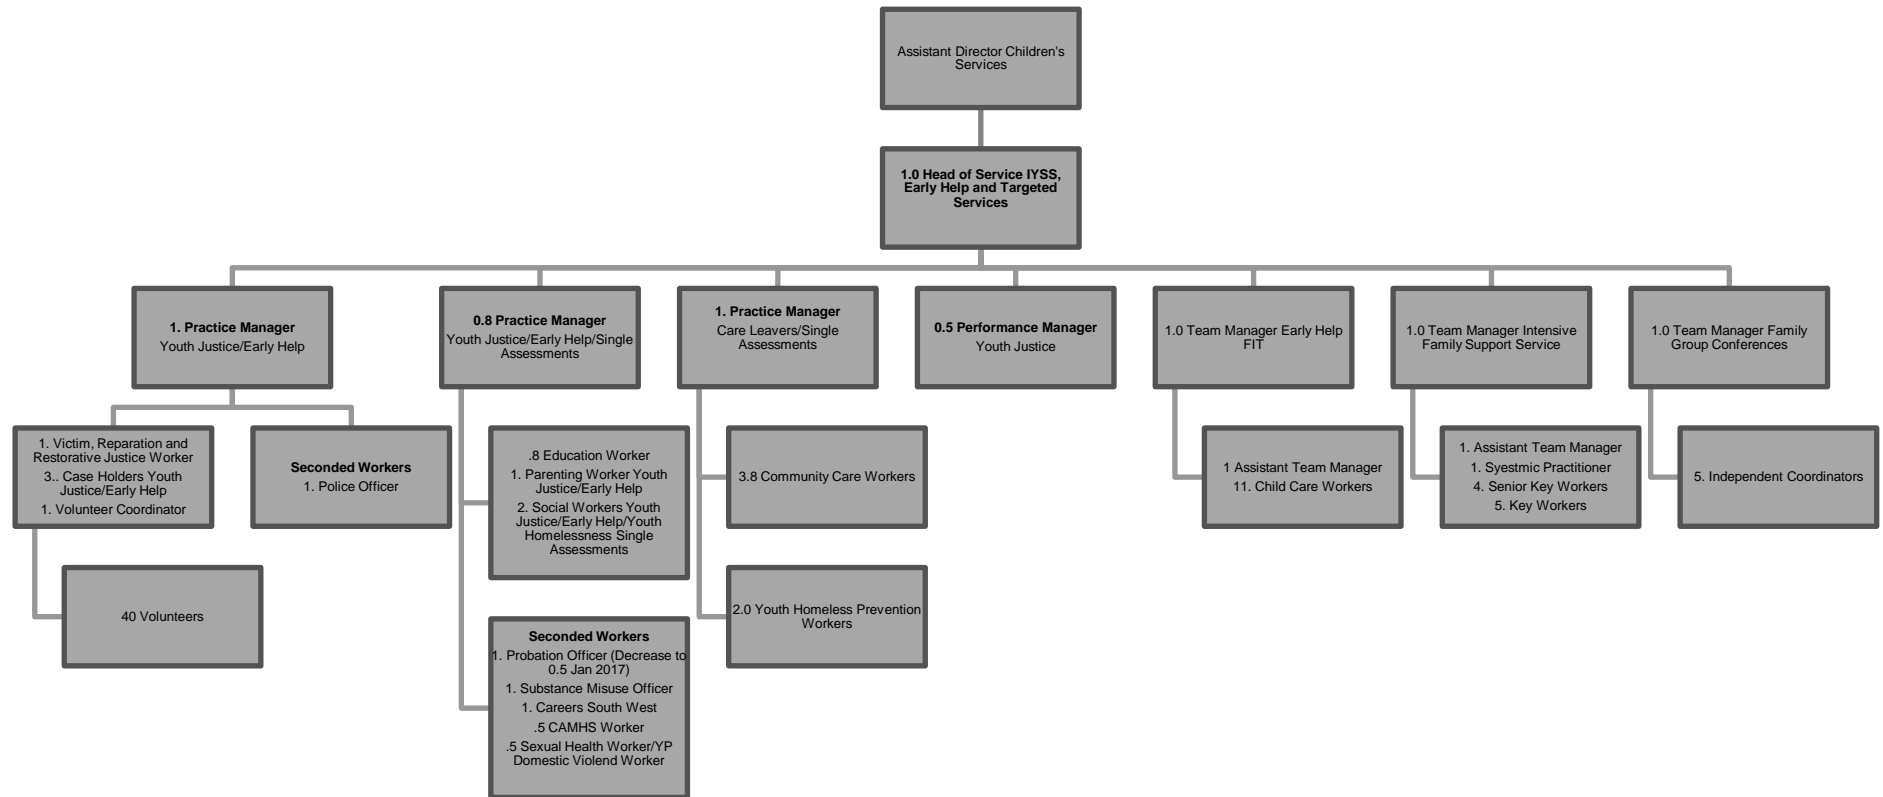 Assistant Director Children's
Services
1.0 Head of Service IYSS,
Early Help and Targeted
Services
1. Practice Manager
Youth Justice/Early Help
0.8 Practice Manager
Youth Justice/Early Help/Single
Assessments
1. Practice Manager
Care Leavers/Single
Assessments
0.5 Performance Manager
Youth Justice
1.0 Team Manager Early Help
FIT
1.0 Team Manager Intensive
Family Support Service
1.0 Team Manager Family
Group Conferences
1. Victim, Reparation and
Restorative Justice Worker
3.. Case Holders Youth
Justice/Early Help
1. Volunteer Coordinator
Seconded Workers
1. Police Officer
.8 Education Worker
1. Parenting Worker Youth
Justice/Early Help
2. Social Workers Youth
Justice/Early Help/Youth
Homelessness Single
Assessments
3.8 Community Care Workers
1 Assistant Team Manager
11. Child Care Workers
1. Assistant Team Manager
1. Syestmic Practitioner
4. Senior Key Workers
5. Key Workers
5. Independent Coordinators
40 Volunteers
2.0 Youth Homeless Prevention
Workers
Seconded Workers
1. Probation Officer (Decrease to
0.5 Jan 2017)
1. Substance Misuse Officer
1. Careers South West
.5 CAMHS Worker
.5 Sexual Health Worker/YP
Domestic Violend Worker